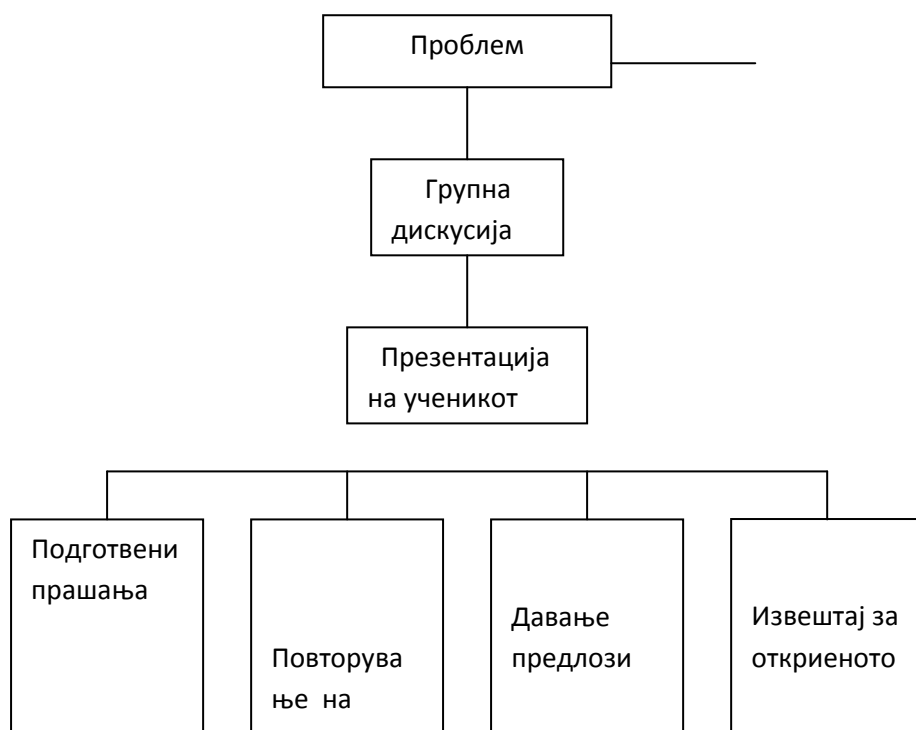 Проблем
Групна
дискусија
Презентација
на ученикот
Подготвени
прашања
Повторува
ње на
Давање
предлози
Извештај за
откриеното